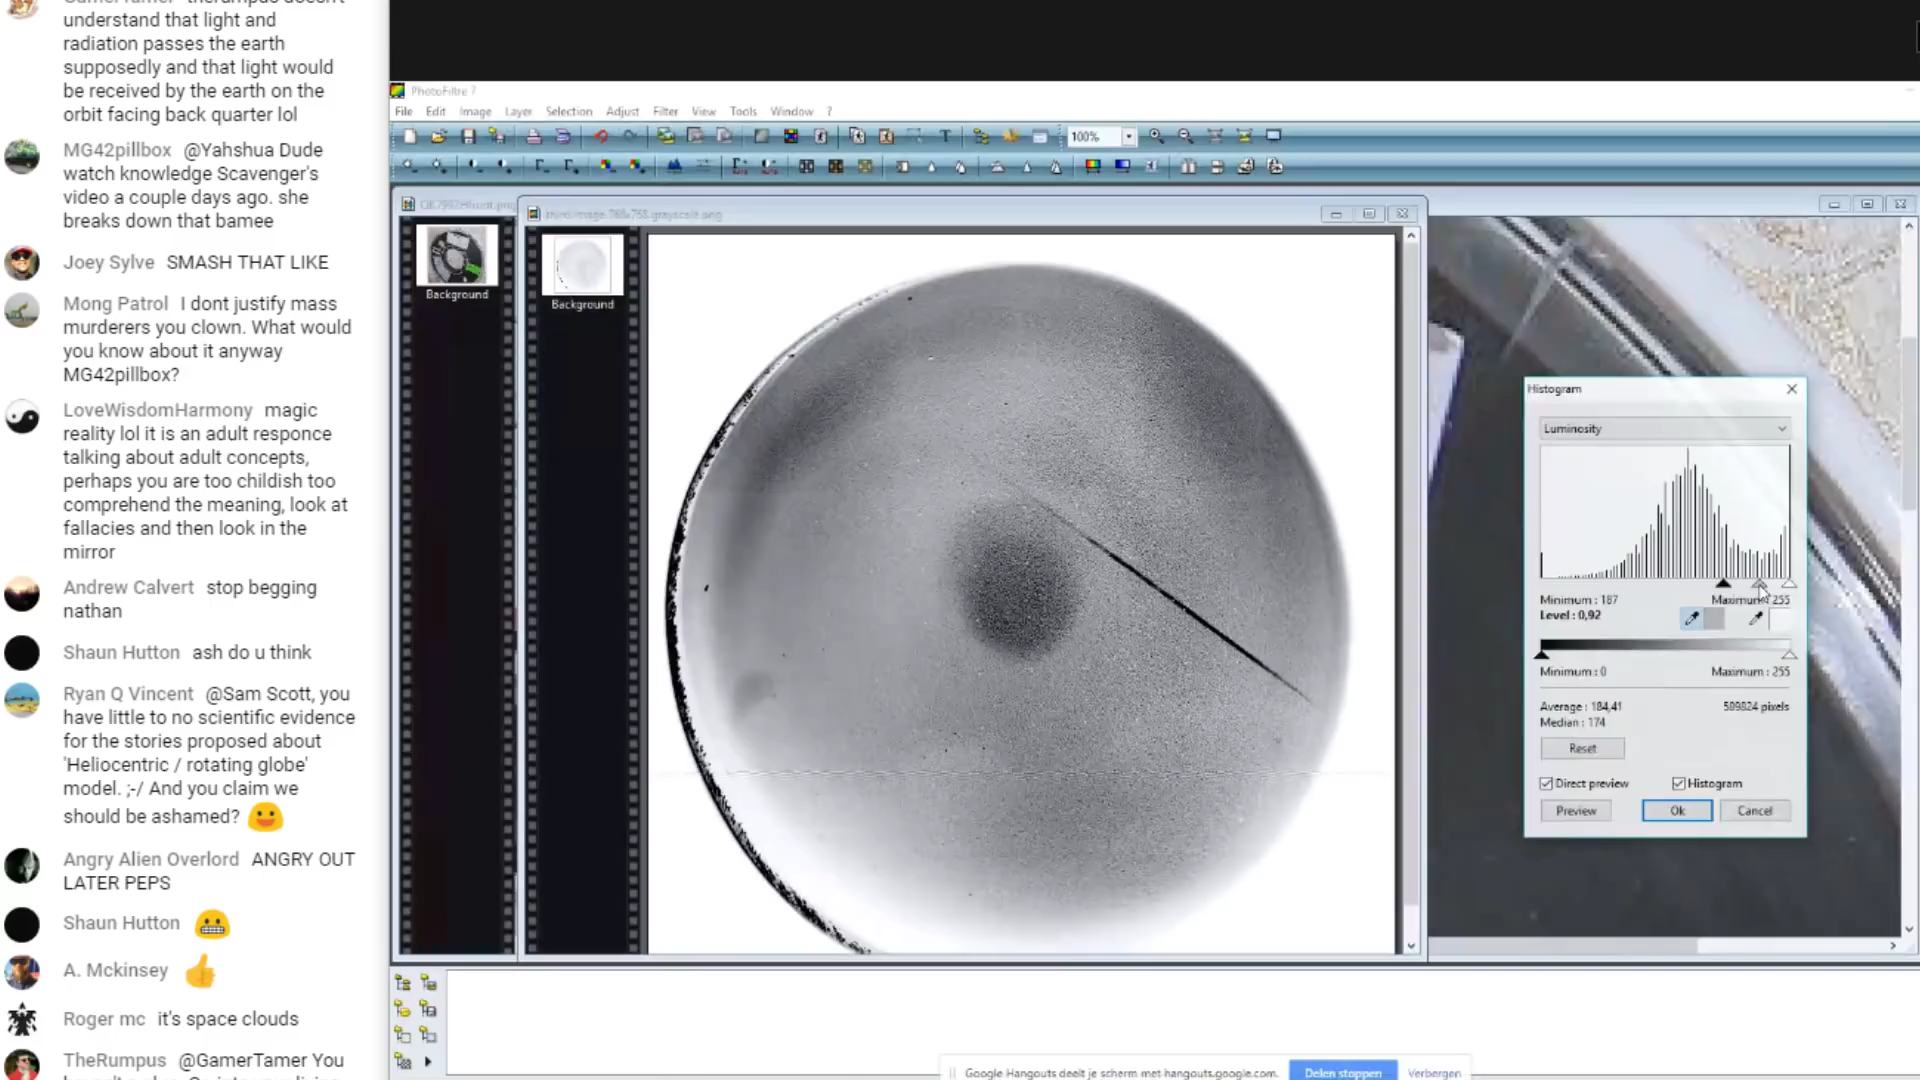 understand that light and
radiation passes the earth
supposedly and that light would
be received by the earth on the
orbit facing back quarter lol
MG42pillbox @Yahshua Dude
watch knowledge Scavenger's
video a couple days ago. she
breaks down that bamee
Joey Sylve SMASH THAT LIKE
Mong Patrol I dont justify mass
murderers you clown. What would
you know about it anyway
MG42pillbox?
LoveWisdomHarmony magic
reality lol it is an adult responce
talking about adult concepts,
perhaps you are too childish too
comprehend the meaning, look at
fallacies and then look in the
mirror
Andrew Calvert stop begging
nathan
Shaun Hutton ash do u think
Ryan Q Vincent @Sam Scott, you
have little to no scientific evidence
for the stories proposed about
'Heliocentric / rotating globe'
model. ;-/ And you claim we
should be ashamed? 😀
Angry Alien Overlord ANGRY OUT
LATER PEPS
Shaun Hutton 😬
A. Mckinsey 👍
Roger mc it's space clouds
TheRumpus @GamerTamer You
PhotoFiltre 7
File Edit Image Layer Selection Adjust Filter View Tools Window ?
100%
Background
Background
Histogram
Luminosity
Minimum : 187 Maximum : 255
Level : 0,92
Minimum : 0 Maximum : 255
Average : 184,41 589824 pixels
Median : 174
Reset
Direct preview Histogram
Preview Ok Cancel
Google Hangouts deelt je scherm met hangouts.google.com. Delen stoppen Verbergen